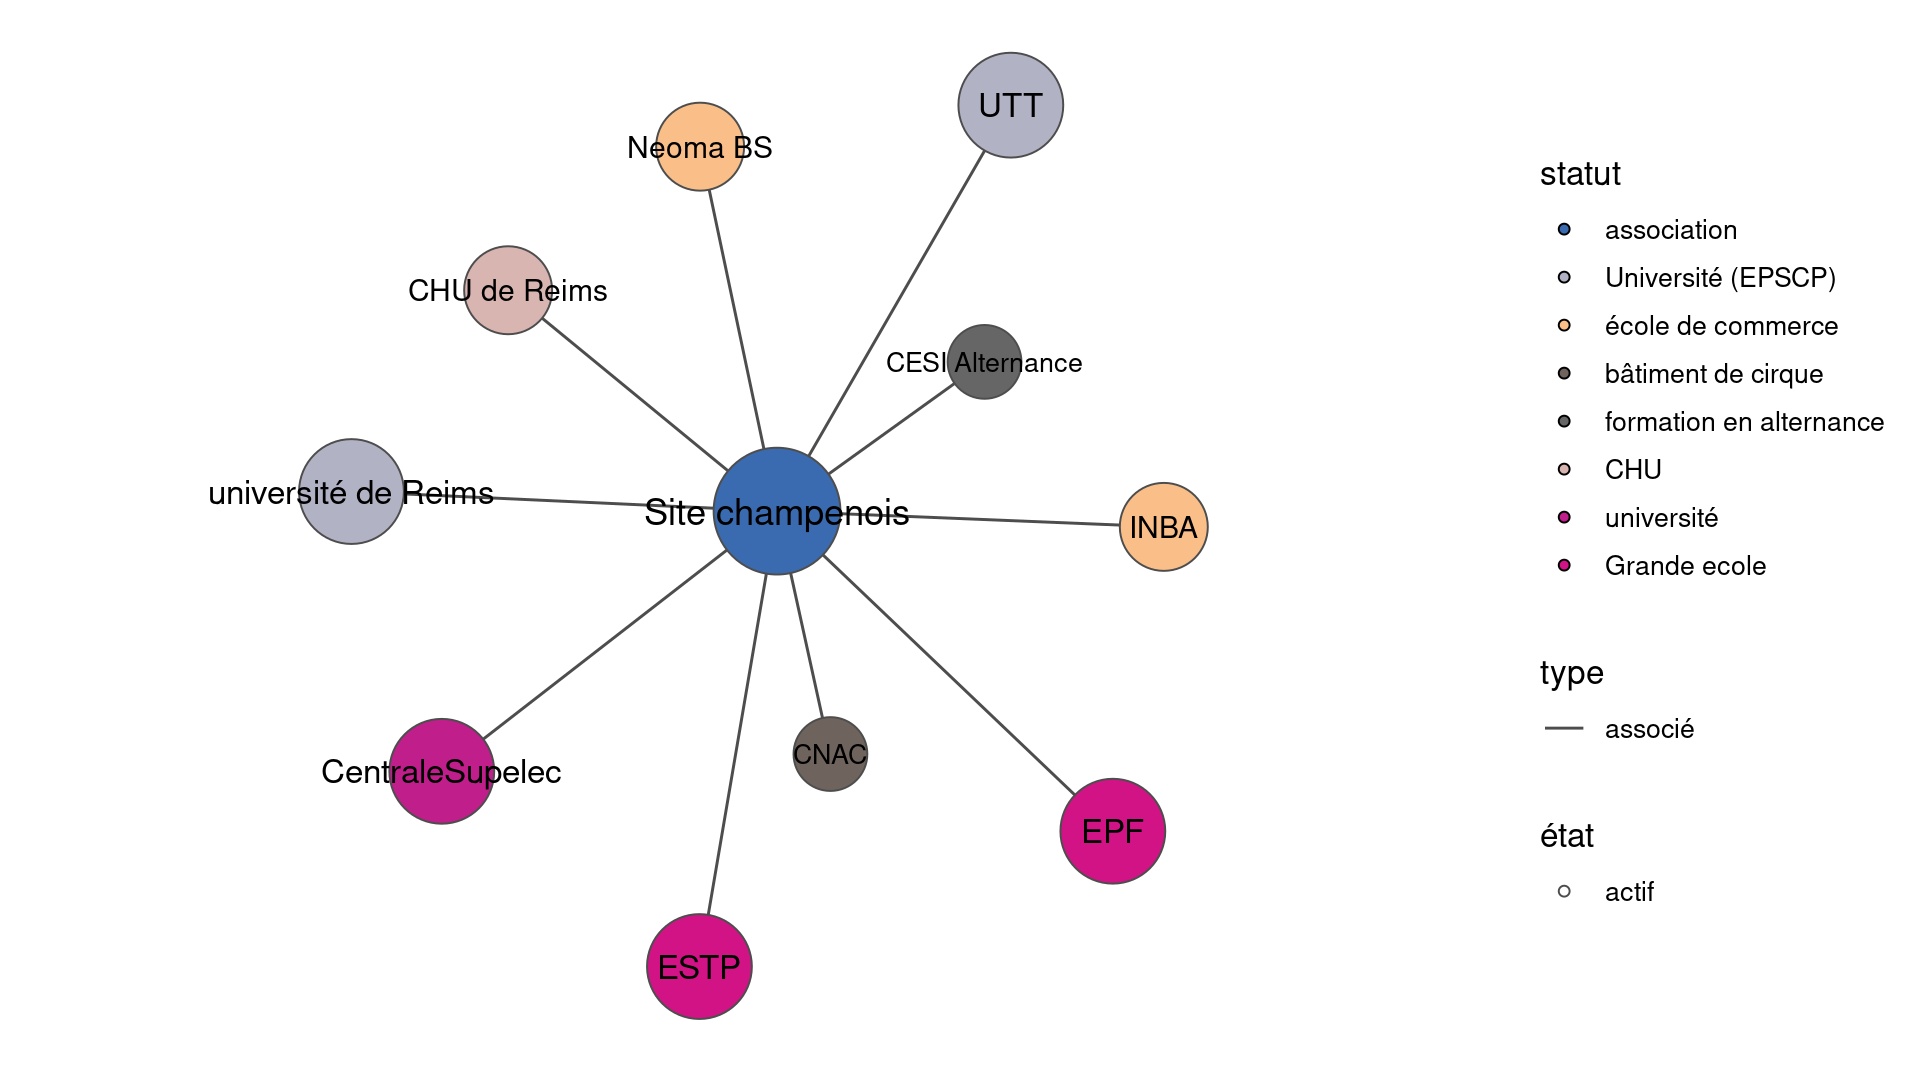 UTT
Neoma BS
CHU de Reims
CESI Alternance
université de Reims
Site champenois
INBA
CentraleSupelec
CNAC
EPF
ESTP
statut
association
Université (EPSCP)
école de commerce
bâtiment de cirque
formation en alternance
CHU
université
Grande ecole
type
associé
état
actif